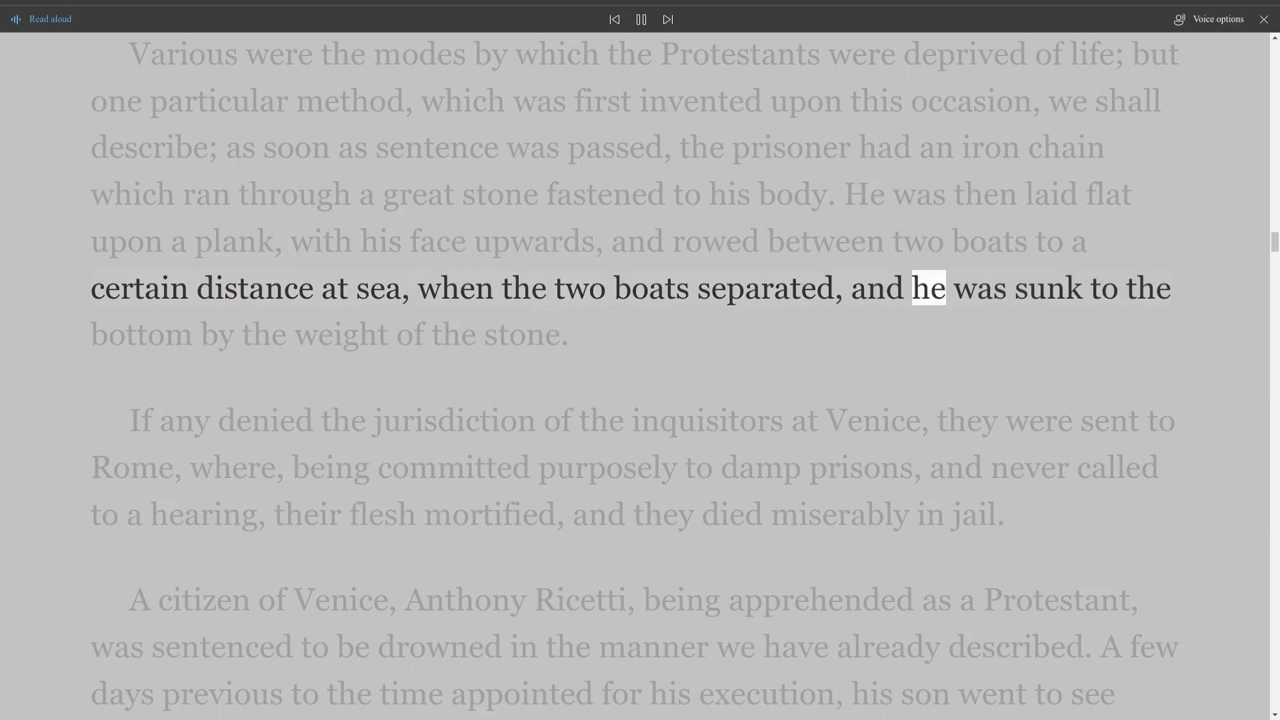 Read aloud
Voice options
Various were the modes by which the Protestants were deprived of life; but
one particular method, which was first invented upon this occasion, we shall
describe; as soon as sentence was passed, the prisoner had an iron chain
which ran through a great stone fastened to his body. He was then laid flat
upon a plank, with his face upwards, and rowed between two boats to a
certain distance at sea, when the two boats separated, and he was sunk to the
bottom by the weight of the stone.
If any denied the jurisdiction of the inquisitors at Venice, they were sent to
Rome, where, being committed purposely to damp prisons, and never called
to a hearing, their flesh mortified, and they died miserably in jail.
A citizen of Venice, Anthony Ricetti, being apprehended as a Protestant,
was sentenced to be drowned in the manner we have already described. A few
days previous to the time appointed for his execution, his son went to see